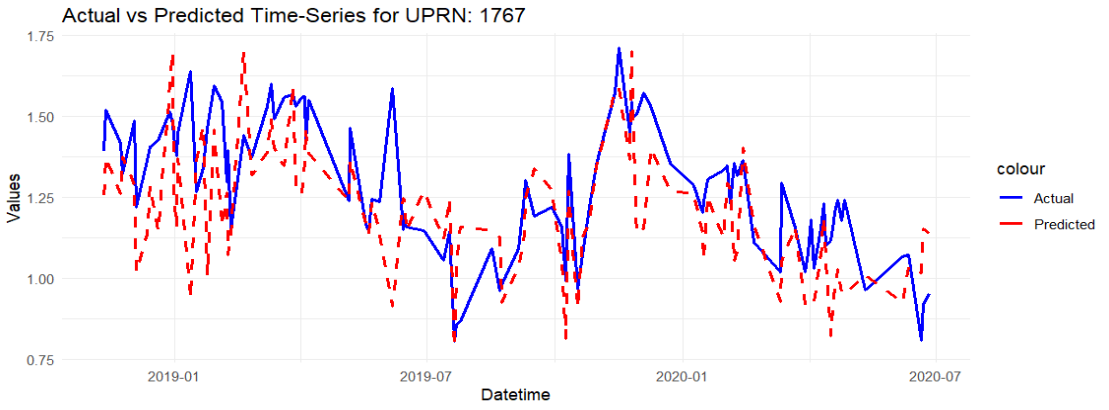 Actual vs Predicted Time-Series for UPRN: 1767
1.75
1.50
1.25
1.00
0.75
Values
2019-01
2019-07
2020-01
2020-07
Datetime
colour
Actual
Predicted